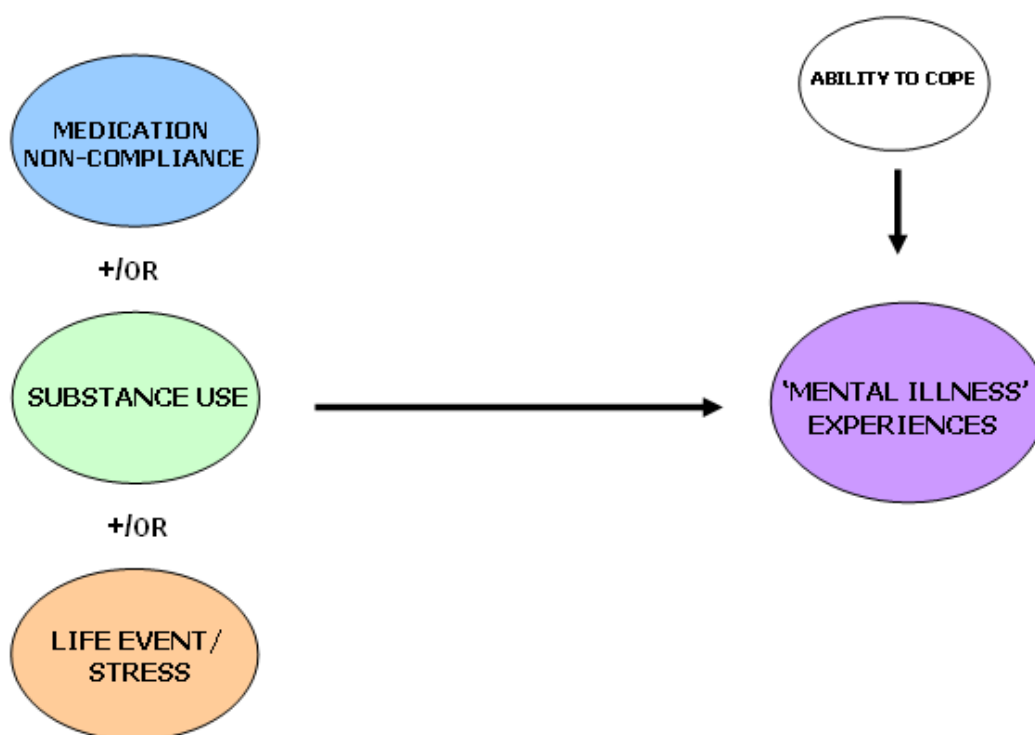 MEDICATION
NON-COMPLIANCE
+/OR
SUBSTANCE USE
+/OR
LIFE EVENT/
STRESS
ABILITY TO COPE
'MENTAL ILLNESS'
EXPERIENCES